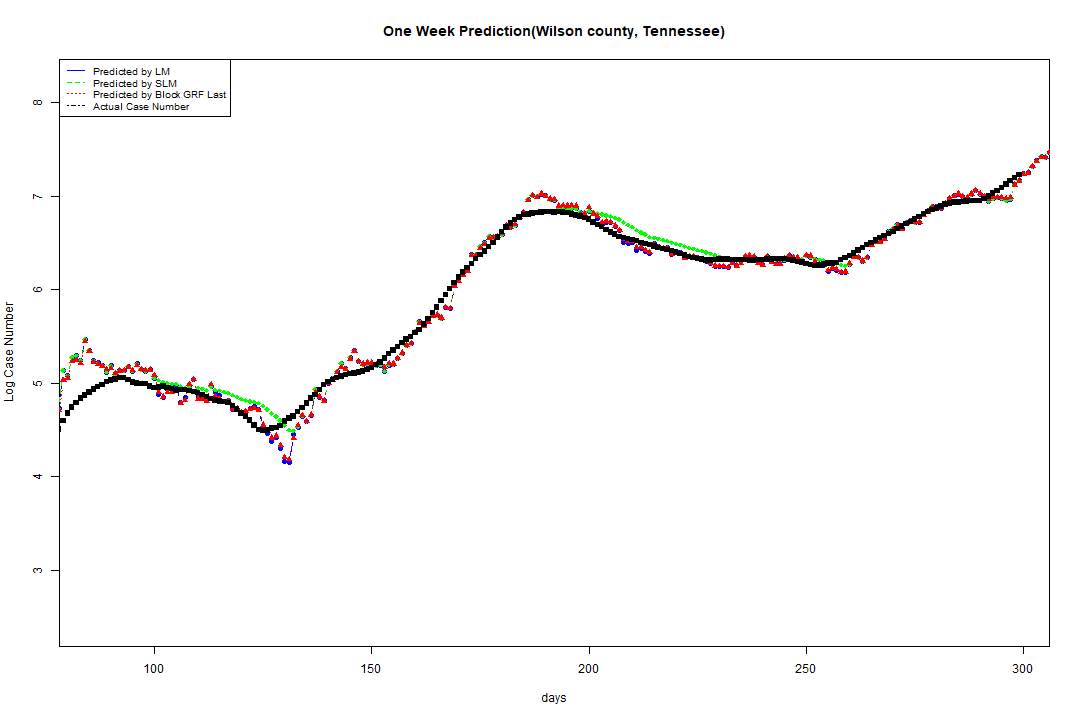 One Week Prediction(Wilson county, Tennessee)
Predicted by LM
Predicted by SLM
Predicted by Block GRF Last
Actual Case Number
8
7
6
5
4
3
Log Case Number
100 150 200 250 300
days